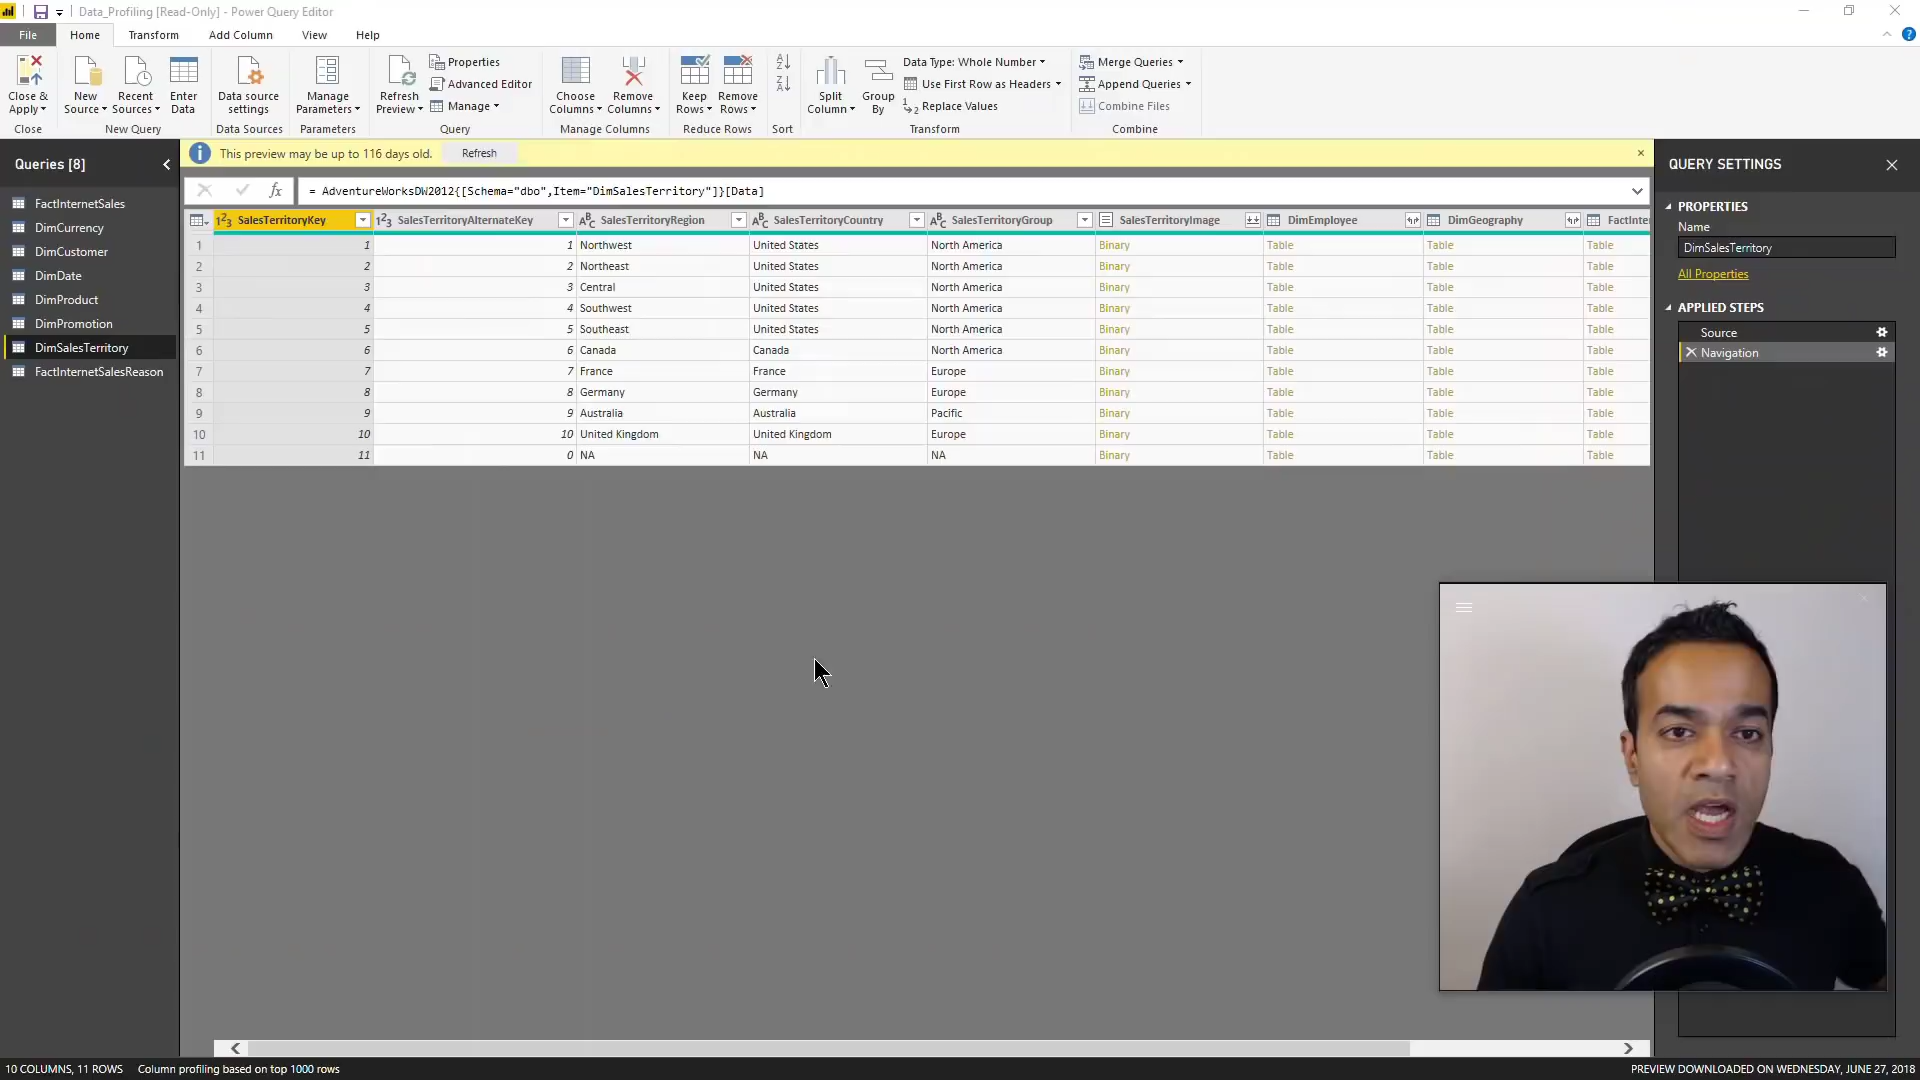 Data_Profiling [Read-Only] - Power Query Editor
File Home Transform Add Column View Help
Close & Apply
New Source
Recent Sources
Enter Data
Data source settings
Manage Parameters
Refresh Preview
Properties
Advanced Editor
Manage
Choose Columns
Remove Columns
Keep Rows
Remove Rows
Split Column
Group By
Data Type: Whole Number
Use First Row as Headers
Replace Values
Merge Queries
Append Queries
Combine Files
Close New Query Data Sources Parameters Query Manage Columns Reduce Rows Sort Transform Combine
Queries [8]
FactInternetSales
DimCurrency
DimCustomer
DimDate
DimProduct
DimPromotion
DimSalesTerritory
FactInternetSalesReason
This preview may be up to 116 days old. Refresh
= AdventureWorksDW2012{[Schema="dbo",Item="DimSalesTerritory"]}[Data]
SalesTerritoryKey SalesTerritoryAlternateKey SalesTerritoryRegion SalesTerritoryCountry SalesTerritoryGroup SalesTerritoryImage DimEmployee DimGeography FactInter
1 1 1 Northwest United States North America Binary Table Table Table
2 2 2 Northeast United States North America Binary Table Table Table
3 3 3 Central United States North America Binary Table Table Table
4 4 4 Southwest United States North America Binary Table Table Table
5 5 5 Southeast United States North America Binary Table Table Table
6 6 6 Canada Canada North America Binary Table Table Table
7 7 7 France France Europe Binary Table Table Table
8 8 8 Germany Germany Europe Binary Table Table Table
9 9 9 Australia Australia Pacific Binary Table Table Table
10 10 10 United Kingdom United Kingdom Europe Binary Table Table Table
11 11 0 NA NA NA Binary Table Table Table
QUERY SETTINGS
PROPERTIES
Name
DimSalesTerritory
All Properties
APPLIED STEPS
Source
Navigation
10 COLUMNS, 11 ROWS Column profiling based on top 1000 rows
PREVIEW DOWNLOADED ON WEDNESDAY, JUNE 27, 2018